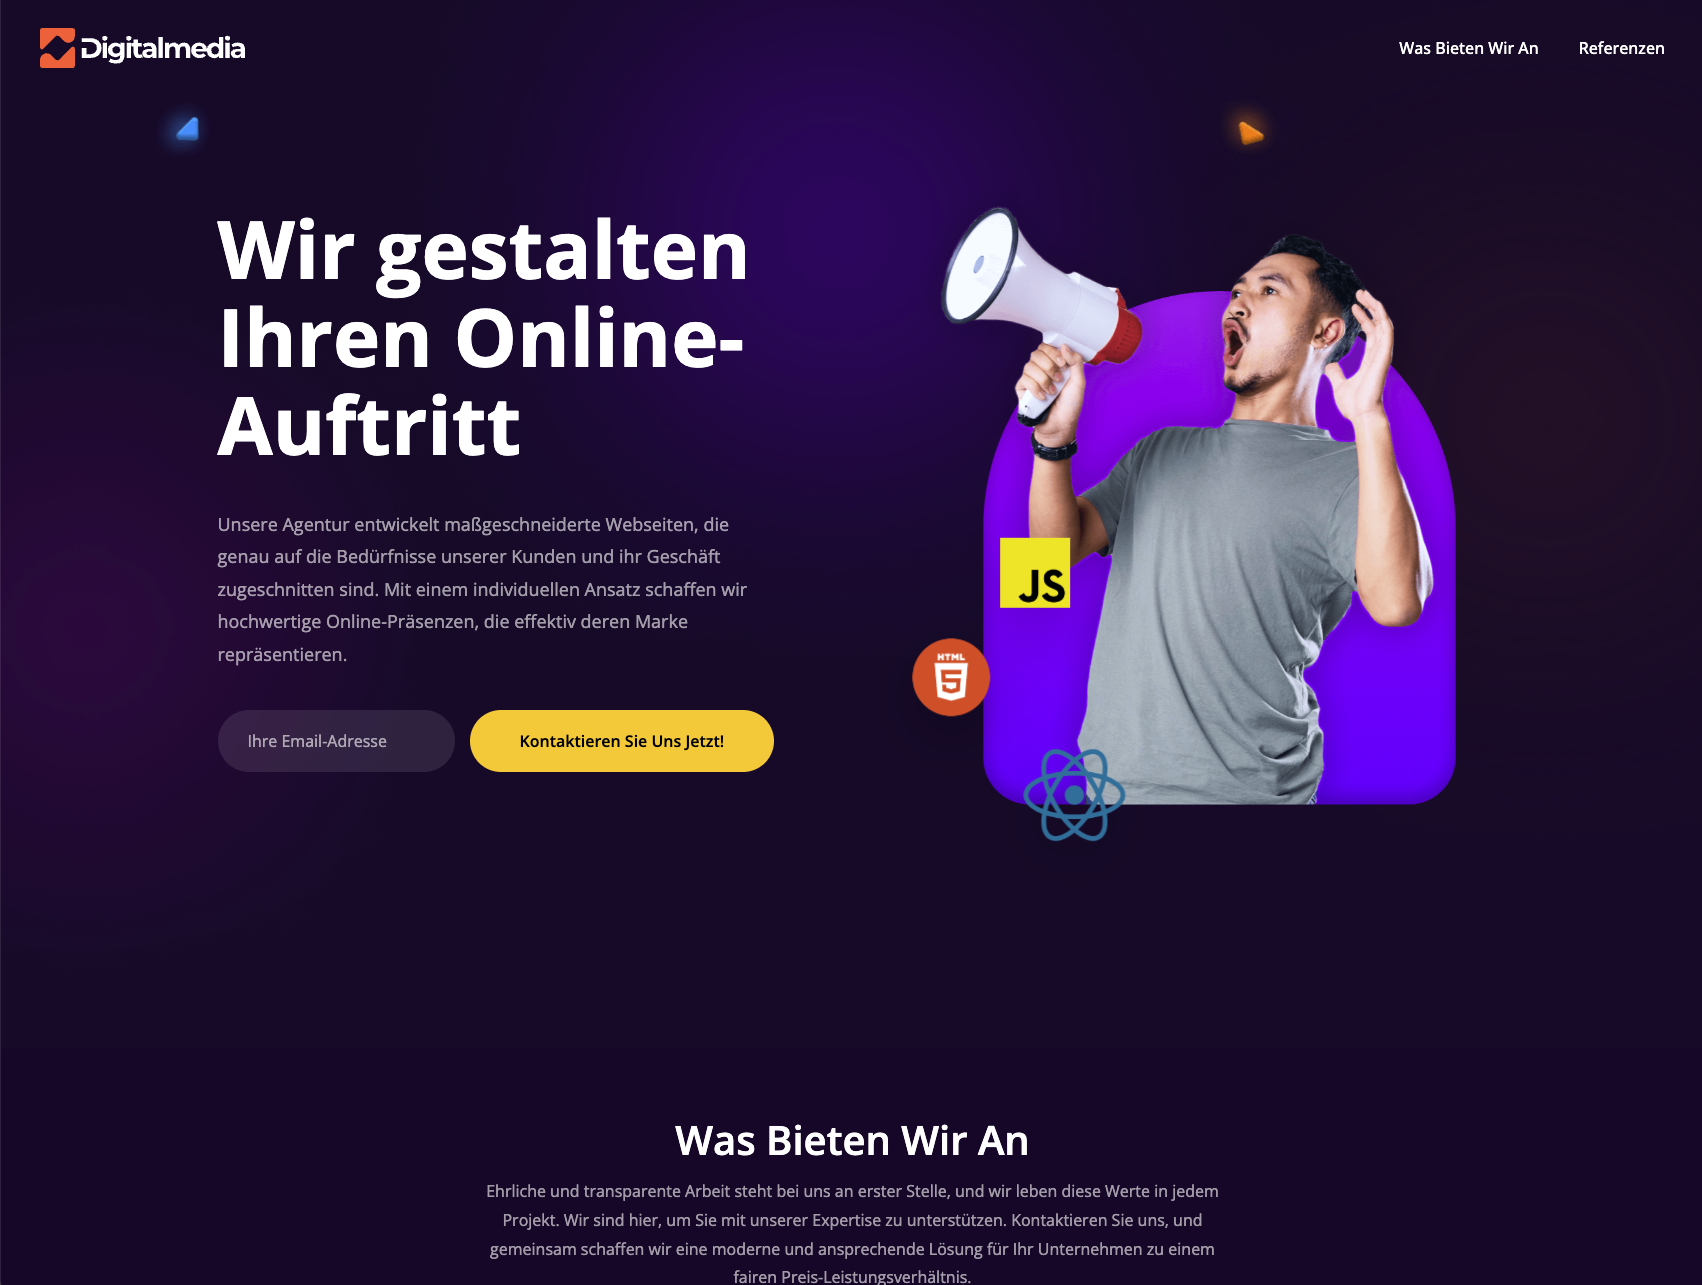 Digitalmedia
Was Bieten Wir An
Referenzen
Wir gestalten
Ihren Online-
Auftritt
Unsere Agentur entwickelt maßgeschneiderte Webseiten, die
genau auf die Bedürfnisse unserer Kunden und ihr Geschäft
zugeschnitten sind. Mit einem individuellen Ansatz schaffen wir
hochwertige Online-Präsenzen, die effektiv deren Marke
repräsentieren.
Ihre Email-Adresse
Kontaktieren Sie Uns Jetzt!
JS
HTML
5
Was Bieten Wir An
Ehrliche und transparente Arbeit steht bei uns an erster Stelle, und wir leben diese Werte in jedem
Projekt. Wir sind hier, um Sie mit unserer Expertise zu unterstützen. Kontaktieren Sie uns, und
gemeinsam schaffen wir eine moderne und ansprechende Lösung für Ihr Unternehmen zu einem
fairen Preis-Leistungsverhältnis.